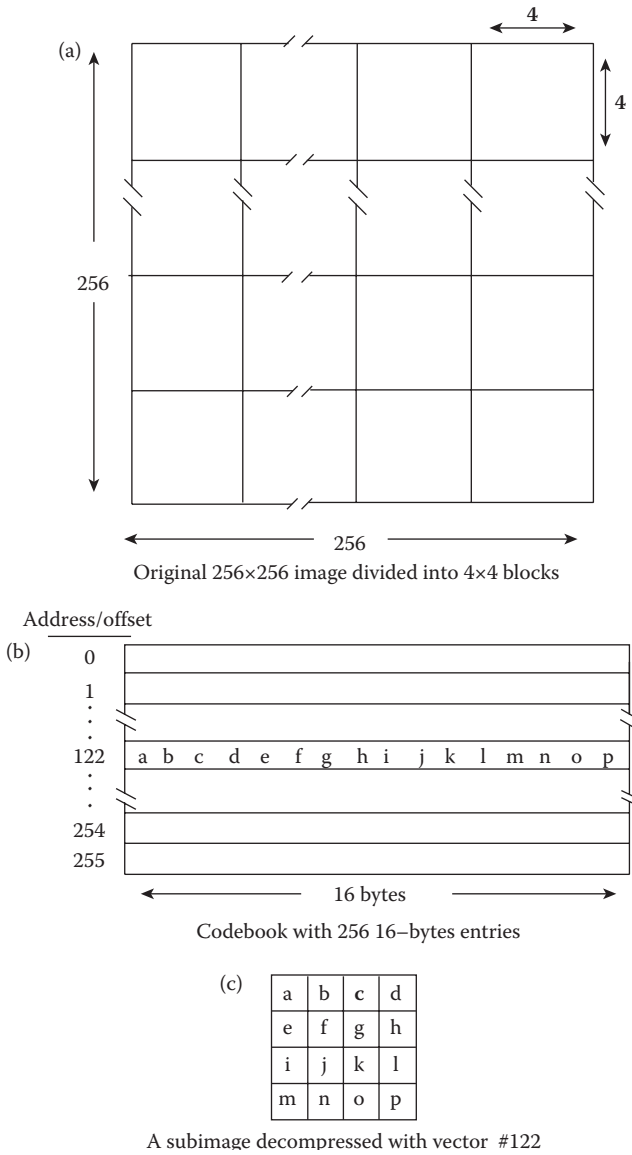 (a)
4
4
256
256
Original 256×256 image divided into 4×4 blocks
Address/offset
(b)
0
1
122 a b c d e f g h i j k l m n o p
254
255
16 bytes
Codebook with 256 16–bytes entries
(c)
a b c d
e f g h
i j k l
m n o p
A subimage decompressed with vector #122